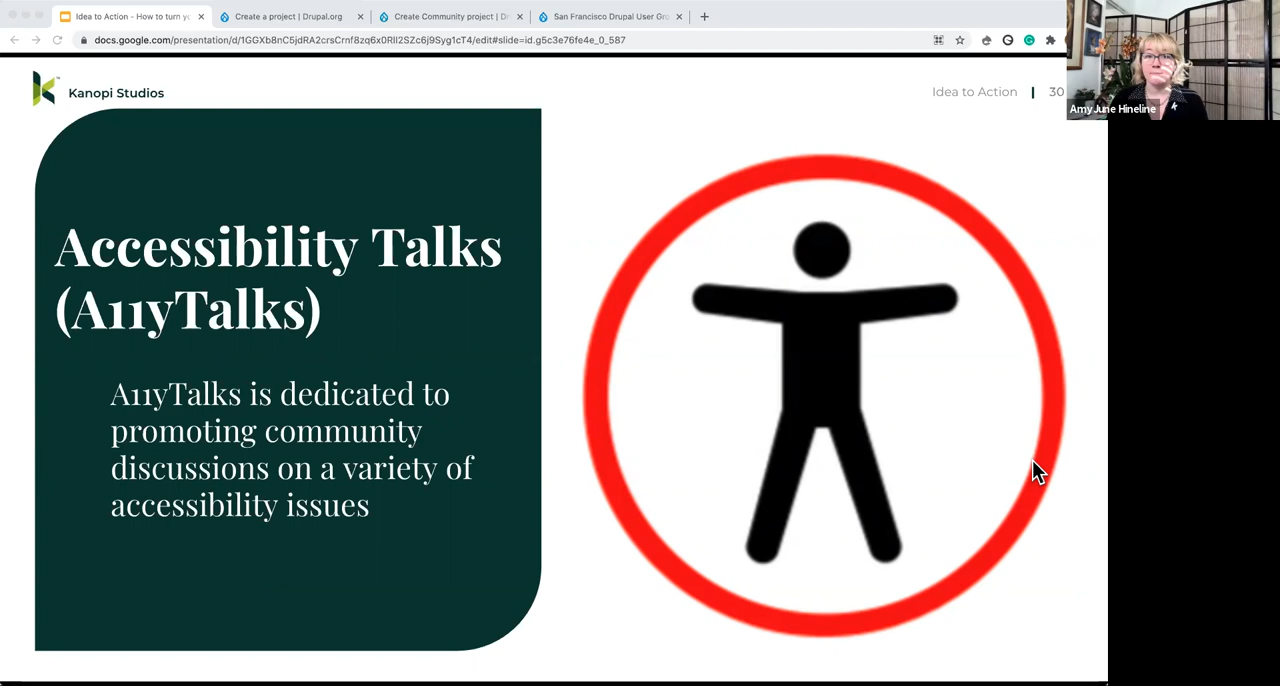 Idea to Action - How to turn yo
Create a project | Drupal.org
Create Community project | Dr
San Francisco Drupal User Gro
docs.google.com/presentation/d/1GGXb8nC5jdRA2crsCrnf8zq6x0RlI2SZc6j9Syg1cT4/edit#slide=id.g5c3e76fe4e_0_587
Kanopi Studios
Idea to Action | 30
AmyJune Hineline
Accessibility Talks
(A11yTalks)
A11yTalks is dedicated to
promoting community
discussions on a variety of
accessibility issues